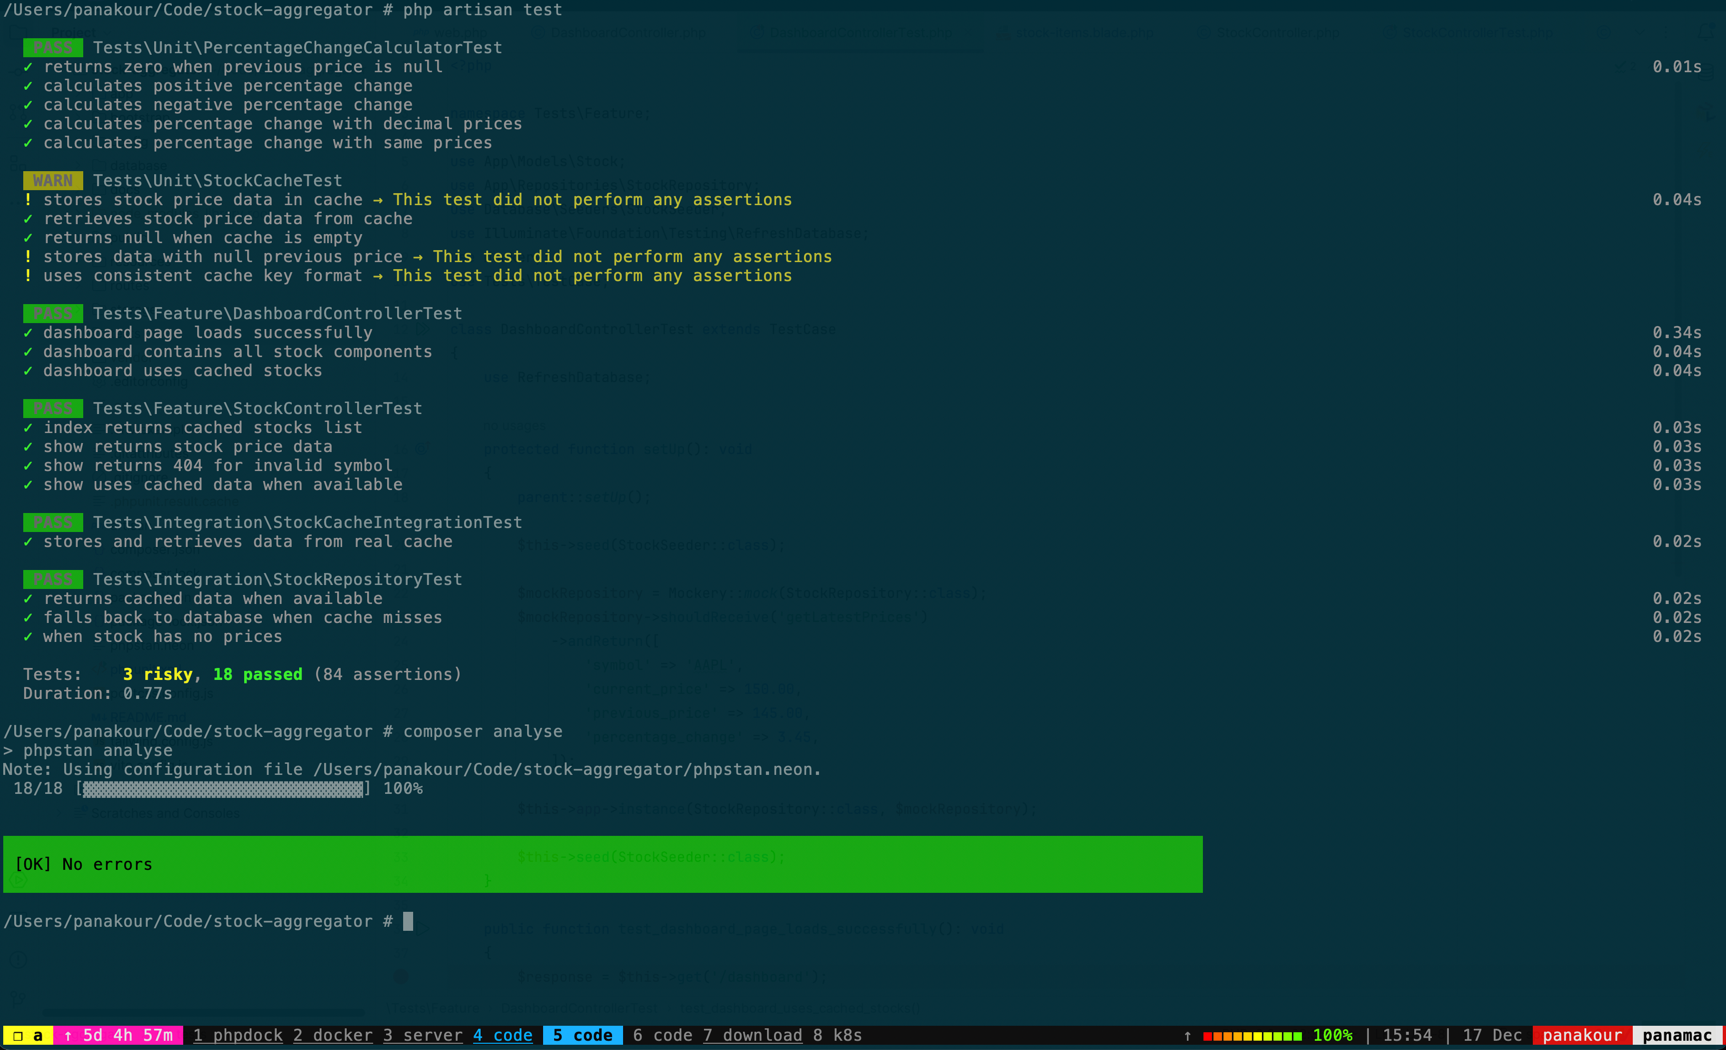 /Users/panakour/Code/stock-aggregator # php artisan test
PASS Tests\Unit\PercentageChangeCalculatorTest
✓ returns zero when previous price is null 0.01s
✓ calculates positive percentage change
✓ calculates negative percentage change
✓ calculates percentage change with decimal prices
✓ calculates percentage change with same prices
WARN Tests\Unit\StockCacheTest
! stores stock price data in cache → This test did not perform any assertions 0.04s
✓ retrieves stock price data from cache
✓ returns null when cache is empty
! stores data with null previous price → This test did not perform any assertions
! uses consistent cache key format → This test did not perform any assertions
PASS Tests\Feature\DashboardControllerTest
✓ dashboard page loads successfully 0.34s
✓ dashboard contains all stock components 0.04s
✓ dashboard uses cached stocks 0.04s
PASS Tests\Feature\StockControllerTest
✓ index returns cached stocks list 0.03s
✓ show returns stock price data 0.03s
✓ show returns 404 for invalid symbol 0.03s
✓ show uses cached data when available 0.03s
PASS Tests\Integration\StockCacheIntegrationTest
✓ stores and retrieves data from real cache 0.02s
PASS Tests\Integration\StockRepositoryTest
✓ returns cached data when available 0.02s
✓ falls back to database when cache misses 0.02s
✓ when stock has no prices 0.02s
Tests: 3 risky, 18 passed (84 assertions)
Duration: 0.77s
/Users/panakour/Code/stock-aggregator # composer analyse
> phpstan analyse
Note: Using configuration file /Users/panakour/Code/stock-aggregator/phpstan.neon.
18/18 [▓▓▓▓▓▓▓▓▓▓▓▓▓▓▓▓▓▓▓▓▓▓▓▓▓▓▓▓] 100%
[OK] No errors
/Users/panakour/Code/stock-aggregator #
❐ a ↑ 5d 4h 57m 1 phpdock 2 docker 3 server 4 code 5 code 6 code 7 download 8 k8s ↑ 100% | 15:54 | 17 Dec panakour panamac